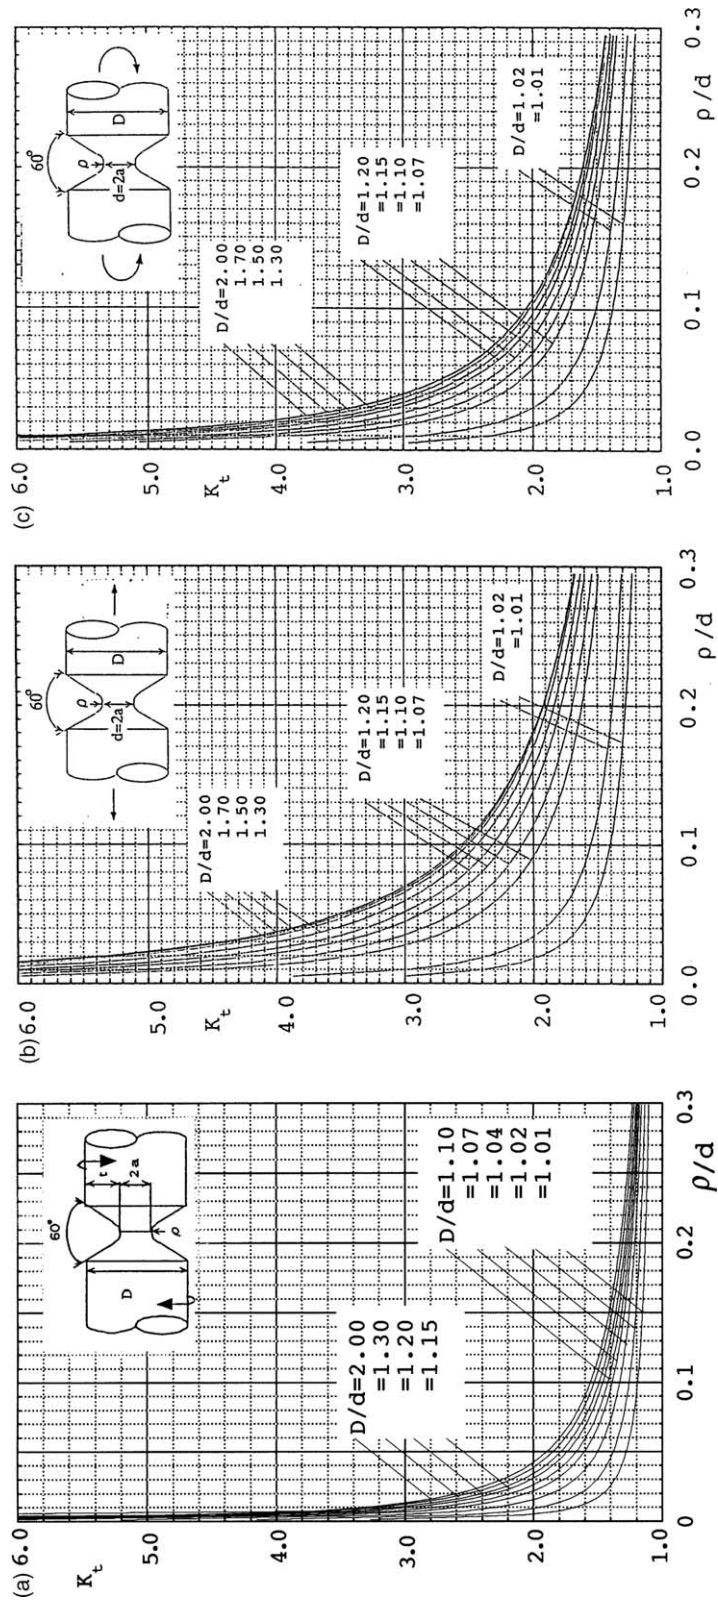 (a)
6.0
5.0
4.0
3.0
2.0
1.0
K_t
0
0.1
0.2
0.3
ρ/d
60°
D
t
2a
ρ
D/d=2.00
=1.30
=1.20
=1.15
D/d=1.10
=1.07
=1.04
=1.02
=1.01
(b)
6.0
5.0
4.0
3.0
2.0
1.0
K_t
0.0
0.1
0.2
0.3
ρ/d
60°
ρ
d=2a
D
D/d=2.00
1.70
1.50
1.30
D/d=1.20
=1.15
=1.10
=1.07
D/d=1.02
=1.01
(c)
6.0
5.0
4.0
3.0
2.0
1.0
K_t
0.0
0.1
0.2
0.3
ρ/d
60°
ρ
d=2a
D
D/d=2.00
1.70
1.50
1.30
D/d=1.20
=1.15
=1.10
=1.07
D/d=1.02
=1.01